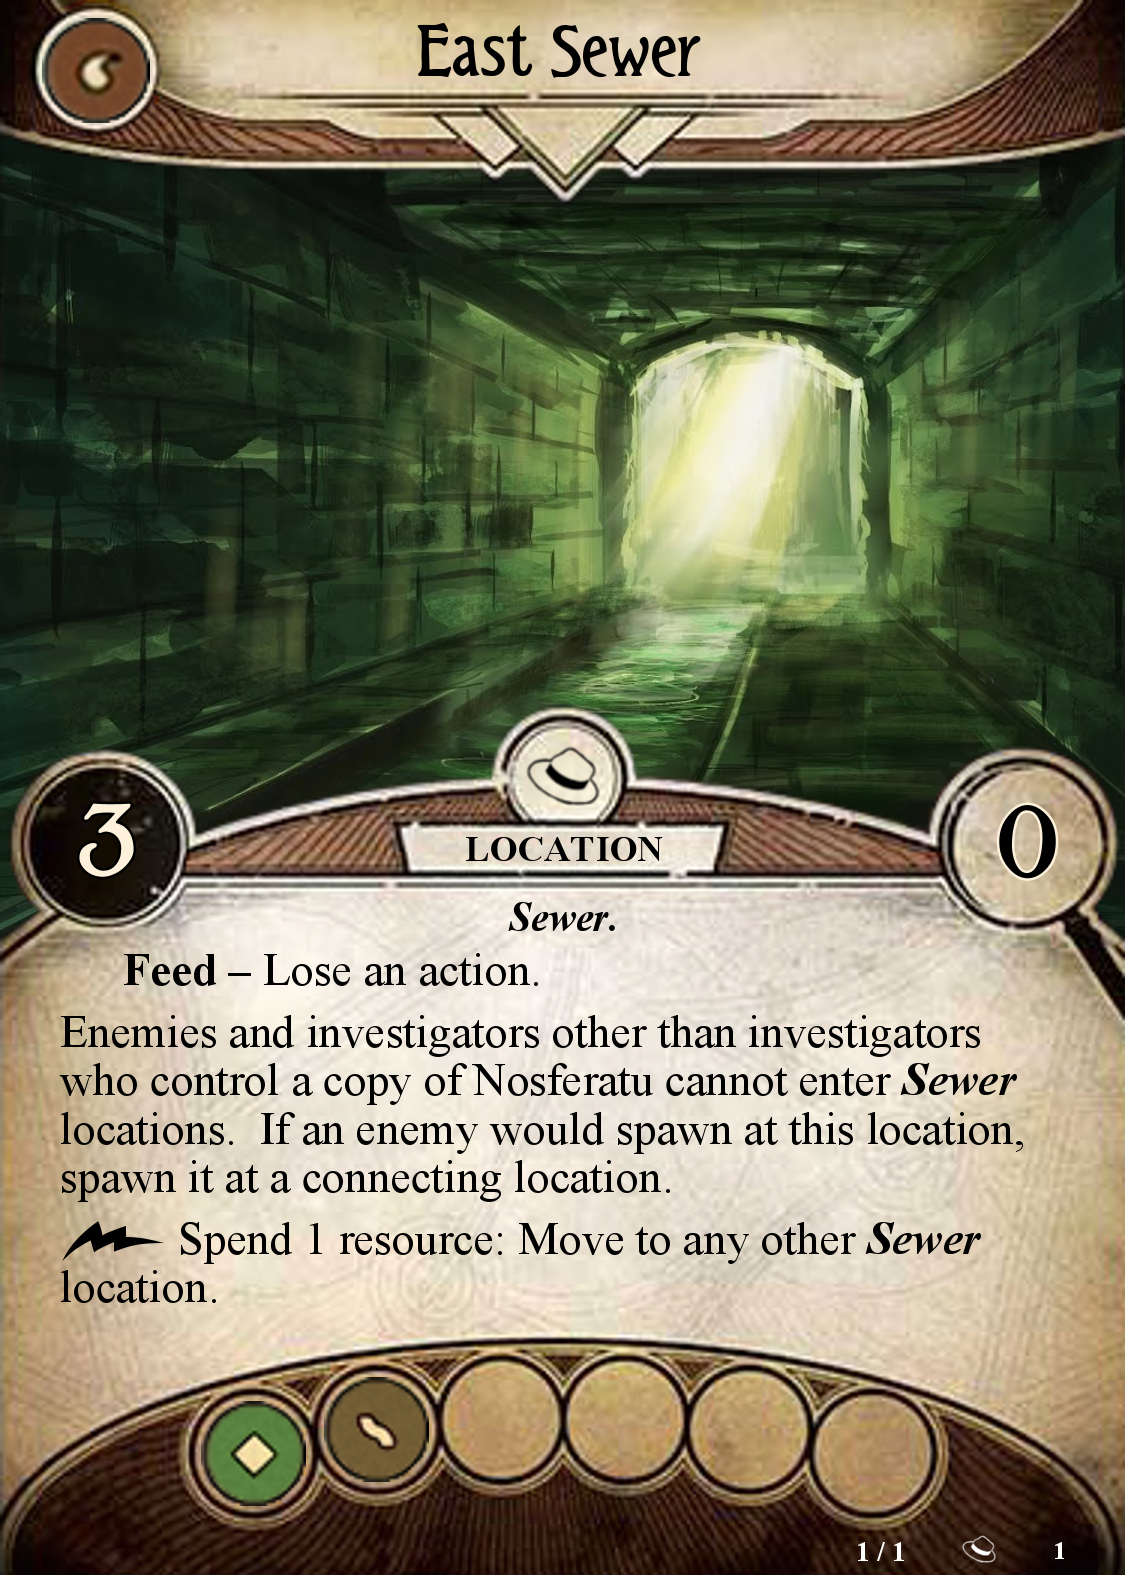 East Sewer
3
0
LOCATION
Sewer.
Feed – Lose an action.
Enemies and investigators other than investigators
who control a copy of Nosferatu cannot enter Sewer
locations.  If an enemy would spawn at this location,
spawn it at a connecting location.
Spend 1 resource: Move to any other Sewer
location.
1 / 1
1